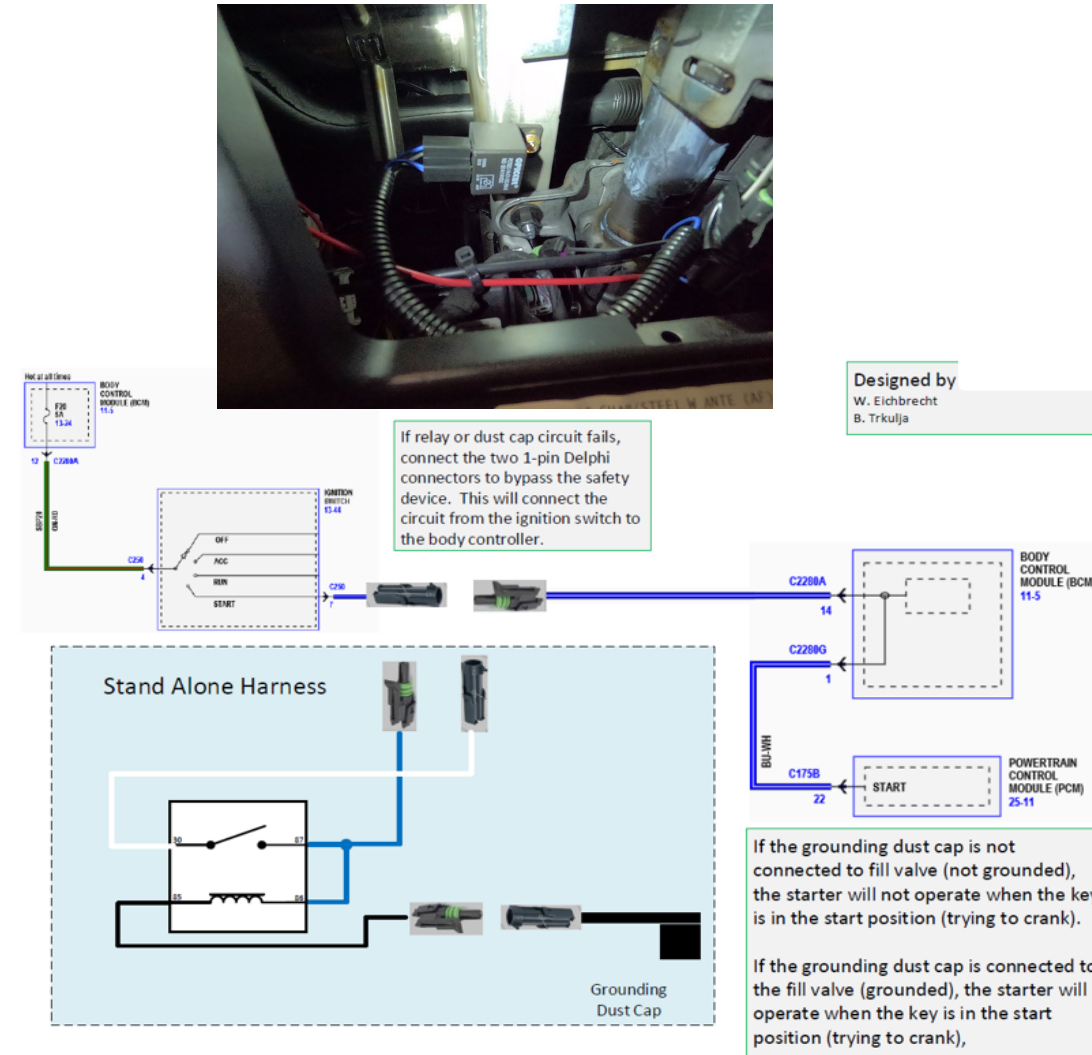 Designed by
W. Eichbrecht
B. Trkulja
Hot at all times
BODY
CONTROL
MODULE (BCM)
11-5
F20
5A
13-24
12 C2280A
IGNITION
SWITCH
13-44
OFF
ACC
RUN
START
C250
4
C250
7
If relay or dust cap circuit fails,
connect the two 1-pin Delphi
connectors to bypass the safety
device. This will connect the
circuit from the ignition switch to
the body controller.
C2280A
14
C2280G
1
BODY
CONTROL
MODULE (BCM
11-5
BU-WH
C175B
22
START
POWERTRAIN
CONTROL
MODULE (PCM)
25-11
Stand Alone Harness
87
85
86
Grounding
Dust Cap
If the grounding dust cap is not
connected to fill valve (not grounded),
the starter will not operate when the key
is in the start position (trying to crank).
If the grounding dust cap is connected to
the fill valve (grounded), the starter will
operate when the key is in the start
position (trying to crank),